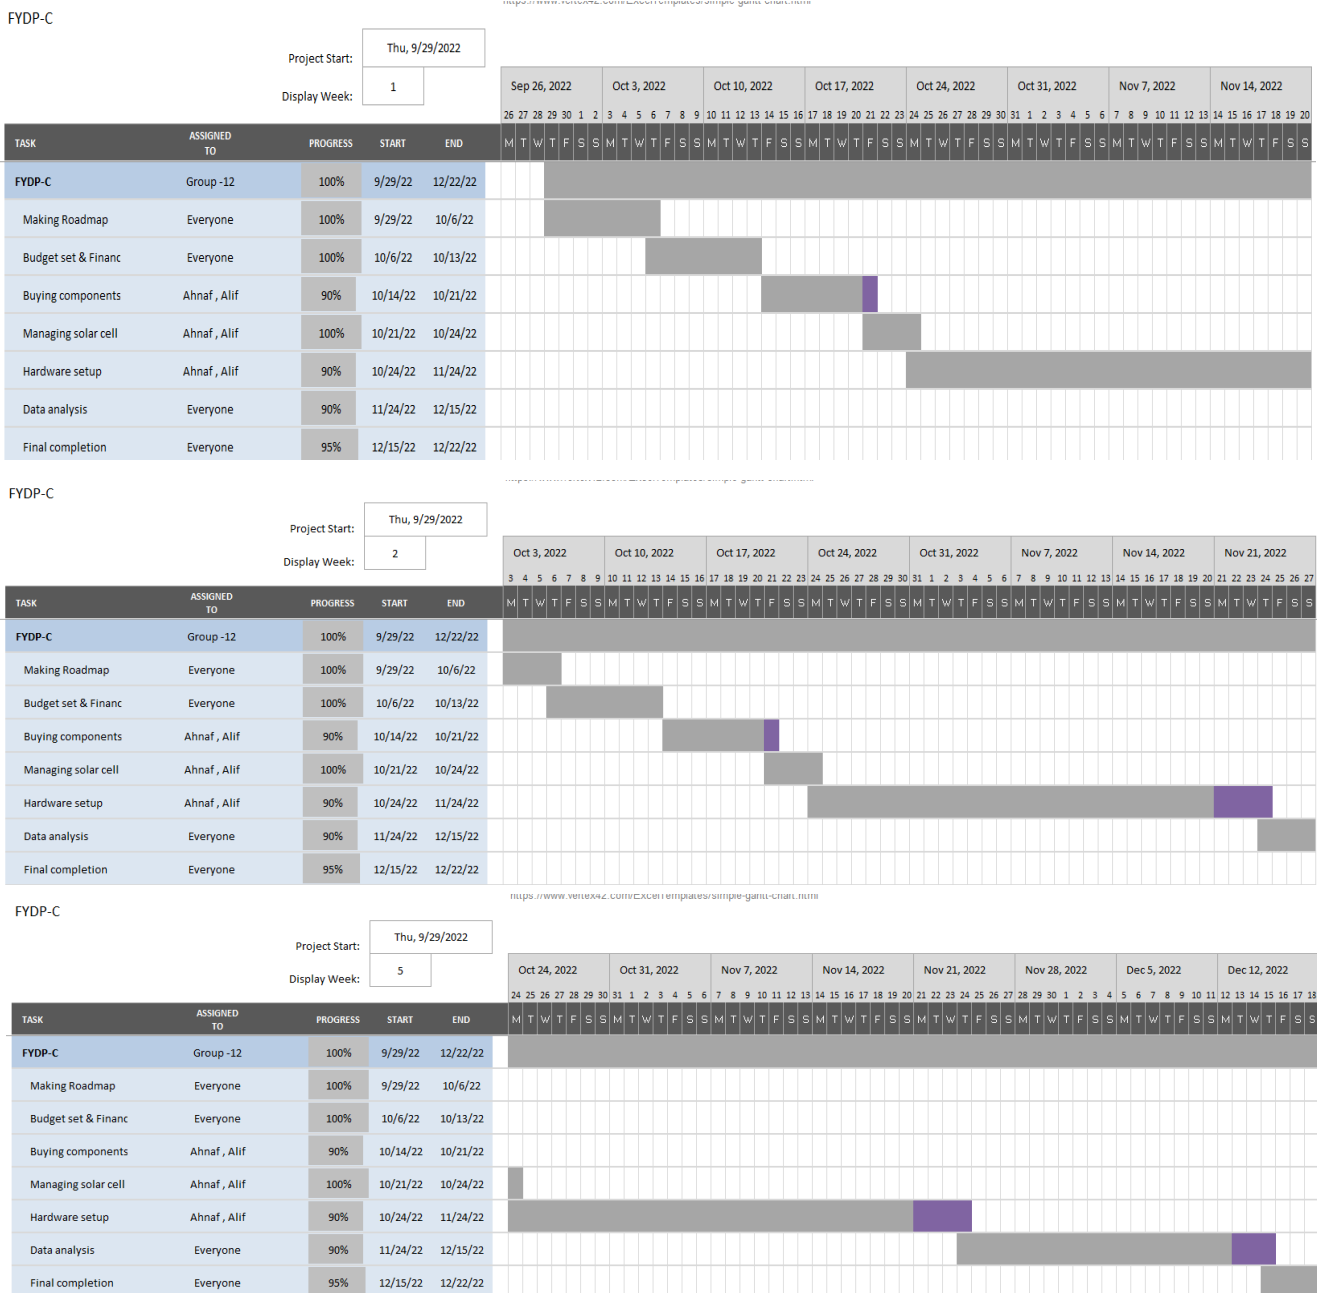 https://www.vertex42.com/ExcelTemplates/simple-gantt-chart.html
FYDP-C
Project Start: Thu, 9/29/2022
Display Week: 1
Sep 26, 2022 Oct 3, 2022 Oct 10, 2022 Oct 17, 2022 Oct 24, 2022 Oct 31, 2022 Nov 7, 2022 Nov 14, 2022
26 27 28 29 30 1 2 3 4 5 6 7 8 9 10 11 12 13 14 15 16 17 18 19 20 21 22 23 24 25 26 27 28 29 30 31 1 2 3 4 5 6 7 8 9 10 11 12 13 14 15 16 17 18 19 20
TASK ASSIGNED TO PROGRESS START END M T W T F S S M T W T F S S M T W T F S S M T W T F S S M T W T F S S M T W T F S S M T W T F S S M T W T F S S
FYDP-C Group -12 100% 9/29/22 12/22/22
Making Roadmap Everyone 100% 9/29/22 10/6/22
Budget set & Financ Everyone 100% 10/6/22 10/13/22
Buying components Ahnaf , Alif 90% 10/14/22 10/21/22
Managing solar cell Ahnaf , Alif 100% 10/21/22 10/24/22
Hardware setup Ahnaf , Alif 90% 10/24/22 11/24/22
Data analysis Everyone 90% 11/24/22 12/15/22
Final completion Everyone 95% 12/15/22 12/22/22
https://www.vertex42.com/ExcelTemplates/simple-gantt-chart.html
FYDP-C
Project Start: Thu, 9/29/2022
Display Week: 2
Oct 3, 2022 Oct 10, 2022 Oct 17, 2022 Oct 24, 2022 Oct 31, 2022 Nov 7, 2022 Nov 14, 2022 Nov 21, 2022
3 4 5 6 7 8 9 10 11 12 13 14 15 16 17 18 19 20 21 22 23 24 25 26 27 28 29 30 31 1 2 3 4 5 6 7 8 9 10 11 12 13 14 15 16 17 18 19 20 21 22 23 24 25 26 27
TASK ASSIGNED TO PROGRESS START END M T W T F S S M T W T F S S M T W T F S S M T W T F S S M T W T F S S M T W T F S S M T W T F S S M T W T F S S
FYDP-C Group -12 100% 9/29/22 12/22/22
Making Roadmap Everyone 100% 9/29/22 10/6/22
Budget set & Financ Everyone 100% 10/6/22 10/13/22
Buying components Ahnaf , Alif 90% 10/14/22 10/21/22
Managing solar cell Ahnaf , Alif 100% 10/21/22 10/24/22
Hardware setup Ahnaf , Alif 90% 10/24/22 11/24/22
Data analysis Everyone 90% 11/24/22 12/15/22
Final completion Everyone 95% 12/15/22 12/22/22
https://www.vertex42.com/ExcelTemplates/simple-gantt-chart.html
FYDP-C
Project Start: Thu, 9/29/2022
Display Week: 5
Oct 24, 2022 Oct 31, 2022 Nov 7, 2022 Nov 14, 2022 Nov 21, 2022 Nov 28, 2022 Dec 5, 2022 Dec 12, 2022
24 25 26 27 28 29 30 31 1 2 3 4 5 6 7 8 9 10 11 12 13 14 15 16 17 18 19 20 21 22 23 24 25 26 27 28 29 30 1 2 3 4 5 6 7 8 9 10 11 12 13 14 15 16 17 18
TASK ASSIGNED TO PROGRESS START END M T W T F S S M T W T F S S M T W T F S S M T W T F S S M T W T F S S M T W T F S S M T W T F S S M T W T F S S
FYDP-C Group -12 100% 9/29/22 12/22/22
Making Roadmap Everyone 100% 9/29/22 10/6/22
Budget set & Financ Everyone 100% 10/6/22 10/13/22
Buying components Ahnaf , Alif 90% 10/14/22 10/21/22
Managing solar cell Ahnaf , Alif 100% 10/21/22 10/24/22
Hardware setup Ahnaf , Alif 90% 10/24/22 11/24/22
Data analysis Everyone 90% 11/24/22 12/15/22
Final completion Everyone 95% 12/15/22 12/22/22